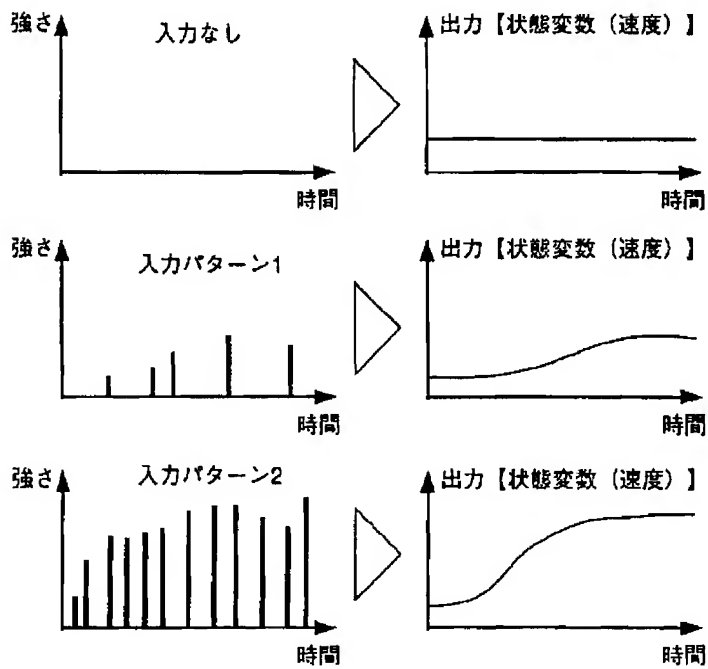 強さ
入力なし
出力【状態変数（速度）】
時間
時間
強さ
入力パターン1
出力【状態変数（速度）】
時間
時間
強さ
入力パターン2
出力【状態変数（速度）】
時間
時間